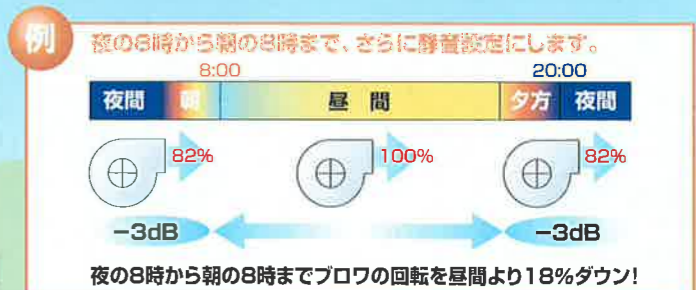 例
夜の8時から朝の8時まで、さらに静音設定にします。
8:00 20:00
夜間 朝 昼間 夕方 夜間
82% 100% 82%
−3dB −3dB
夜の8時から朝の8時までブロワの回転を昼間より18%ダウン!